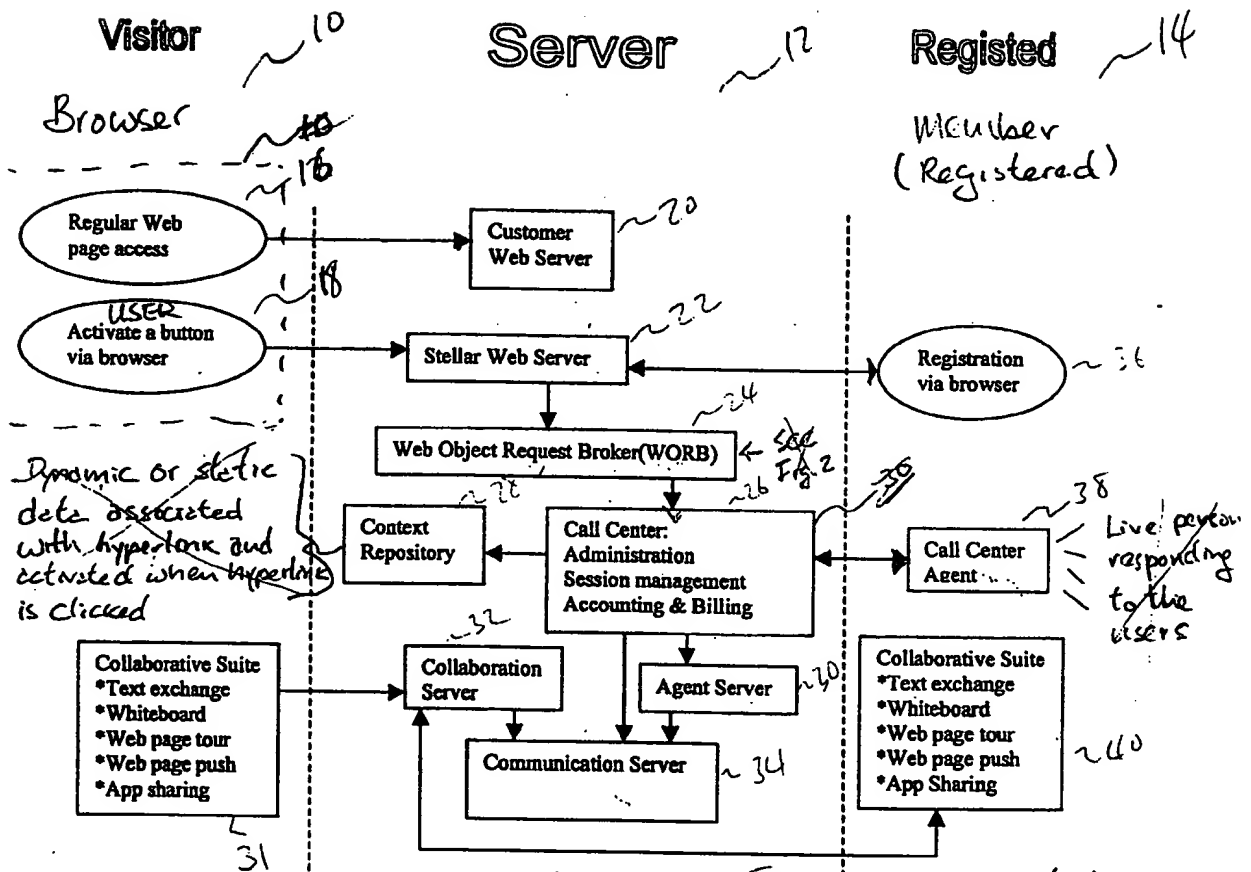 Visitor
10
Server
12
Registed
14
Browser
Member
(Registered)
10
16
Regular Web
page access
Customer
Web Server
20
18
USER
Activate a button
via browser
Stellar Web Server
22
Registration
via browser
36
24
Web Object Request Broker(WORB)
see
Fig. 2
Dynamic or static
data associated
with hyperlink and
activated when hyperlink
is clicked
Context
Repository
26
Call Center:
Administration
Session management
Accounting & Billing
38
Call Center
Agent
Live person
responding
to the
users
32
Collaborative Suite
*Text exchange
*Whiteboard
*Web page tour
*Web page push
*App sharing
31
Collaboration
Server
Agent Server
30
Communication Server
34
Collaborative Suite
*Text exchange
*Whiteboard
*Web page tour
*Web page push
*App Sharing
40